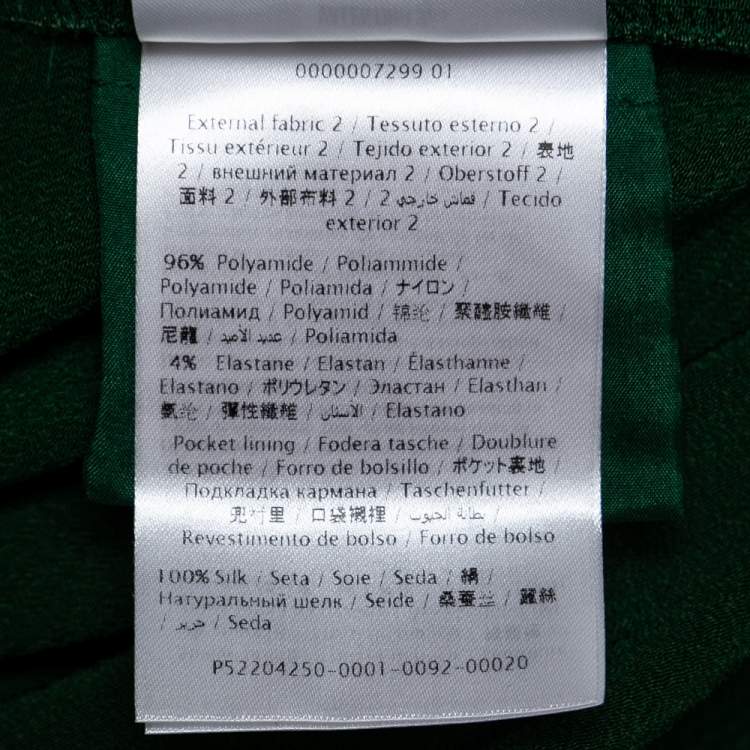 0000007299 01
External fabric 2 / Tessuto esterno 2 /
Tissu extérieur 2 / Tejido exterior 2 / 表地
2 / внешний материал 2 / Oberstoff 2 /
面料 2 / 外部布料 2 / قماش خارجي 2 / Tecido
exterior 2
96% Polyamide / Poliammide /
Polyamide / Poliamida / ナイロン /
Полиамид / Polyamid / 锦纶 / 聚醯胺纖維 /
尼龍 / عديد الأميد / Poliamida
4% Elastane / Elastan / Élasthanne /
Elastano / ポリウレタン / Эластан / Elasthan /
氨纶 / 彈性纖維 / الأستان / Elastano
Pocket lining / Fodera tasche / Doublure
de poche / Forro de bolsillo / ポケット裏地 /
Подкладка кармана / Taschenfutter /
兜衬里 / 口袋襯裡 / بطانة الجيوب /
Revestimento de bolso / Forro de bolso
100% Silk / Seta / Soie / Seda / 絹 /
Натуральный шелк / Seide / 桑蚕丝 / 蠶絲
/ حرير / Seda
P52204250-0001-0092-00020